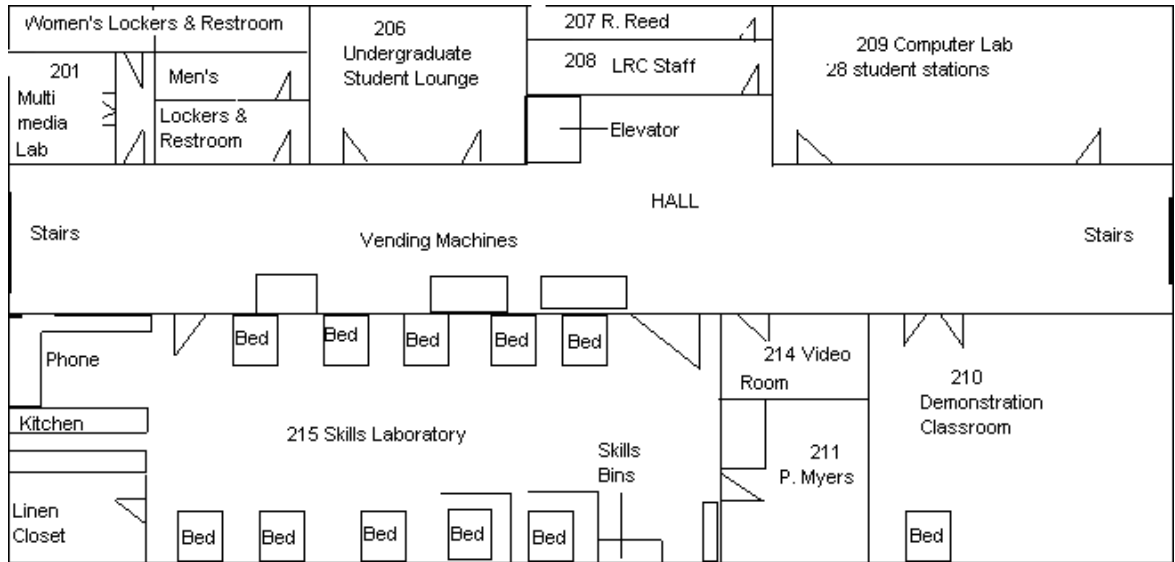 Women's Lockers & Restroom
201
Multi
media
Lab
Men's
Lockers &
Restroom
206
Undergraduate
Student Lounge
207 R. Reed
208 LRC Staff
Elevator
209 Computer Lab
28 student stations
HALL
Stairs
Vending Machines
Stairs
Phone
Kitchen
Linen
Closet
Bed
Bed
Bed
Bed
Bed
215 Skills Laboratory
Skills
Bins
Bed
Bed
Bed
Bed
Bed
214 Video
Room
211
P. Myers
210
Demonstration
Classroom
Bed